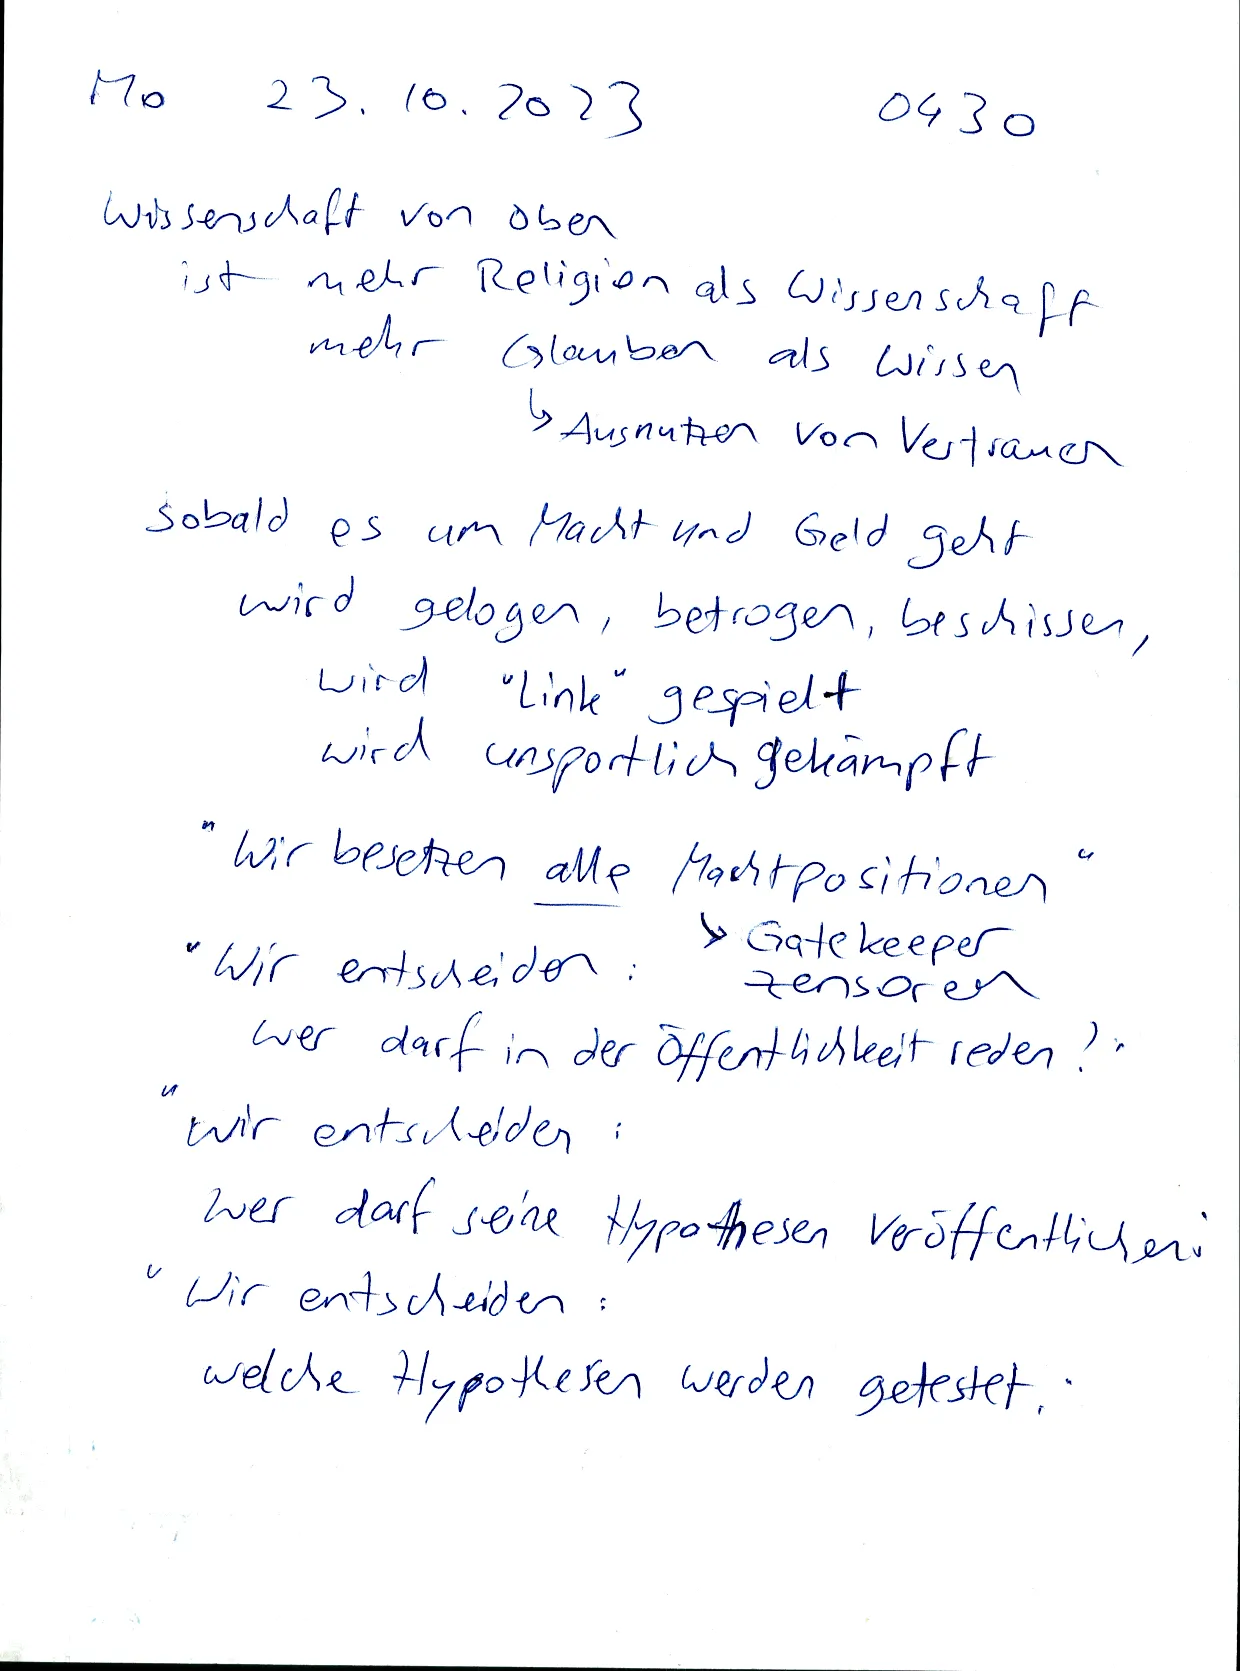 Mo 23.10.2023 0430
Wissenschaft von oben
ist mehr Religion als Wissenschaft
mehr Glauben als Wissen
↳ Ausnutzen von Vertrauen
sobald es um Macht und Geld geht
wird gelogen, betrogen, beschissen,
wird "Link" gespielt
wird unsportlich gekämpft
"Wir besetzen alle Machtpositionen"
↳ Gatekeeper
Zensoren
"Wir entscheiden:
wer darf in der Öffentlichkeit reden?"
"wir entscheiden:
wer darf seine Hypothesen veröffentlichen."
"Wir entscheiden:
welche Hypothesen werden getestet."